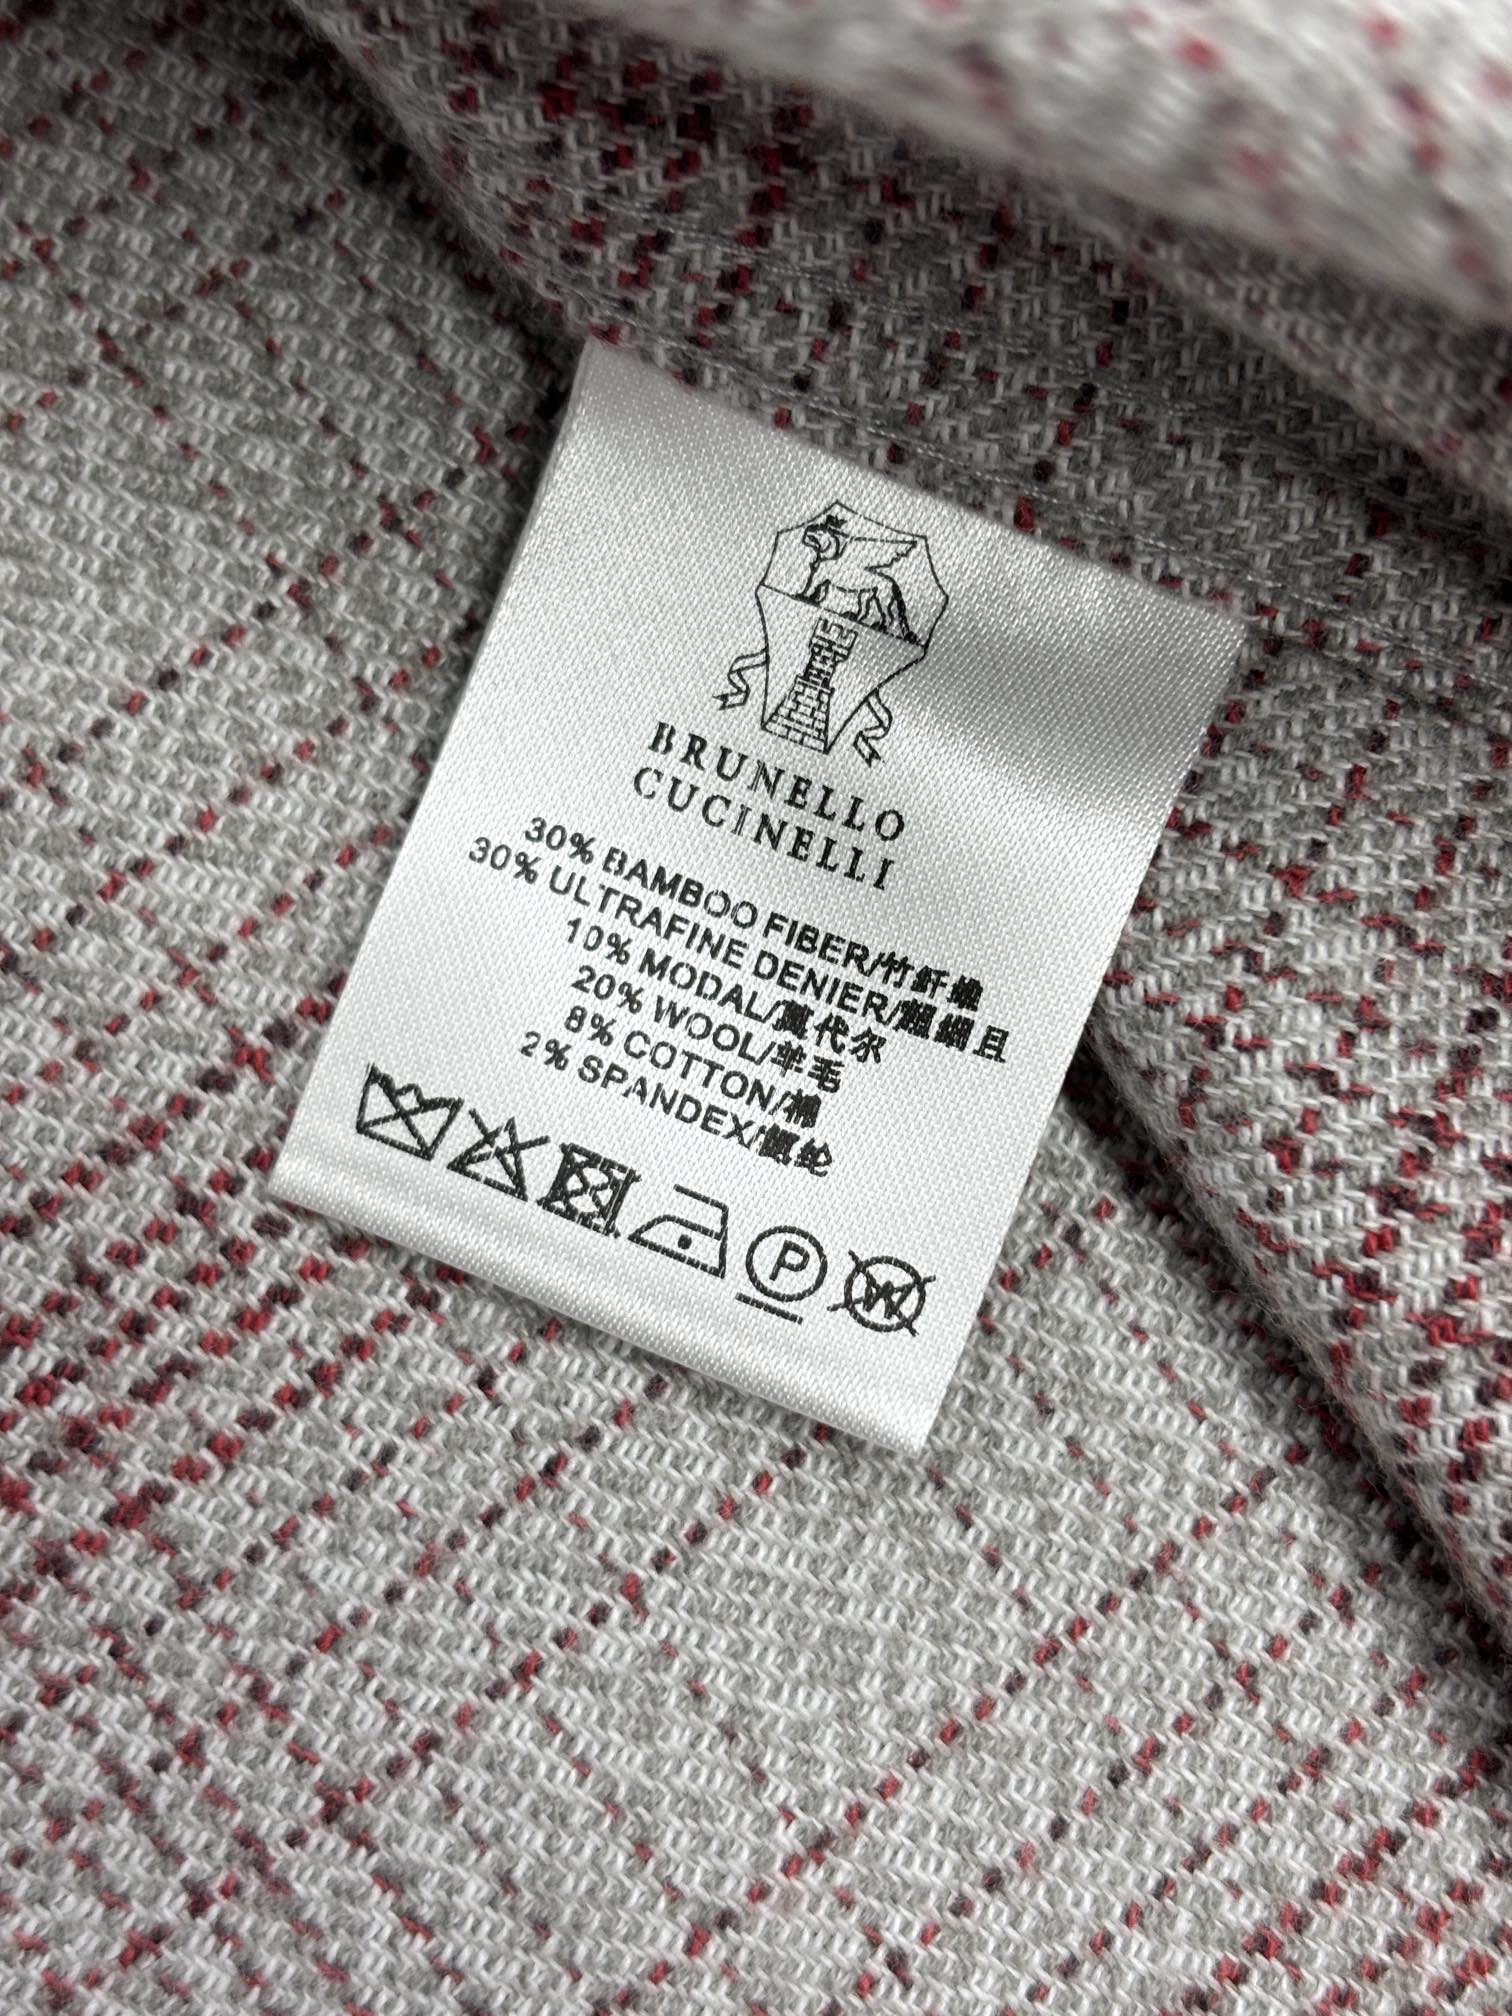 BRUNELLO
CUCINELLI
30% BAMBOO FIBER/竹纤维
30% ULTRAFINE DENIER/超细旦
10% MODAL/莫代尔
20% WOOL/羊毛
8% COTTON/棉
2% SPANDEX/氨纶
P W